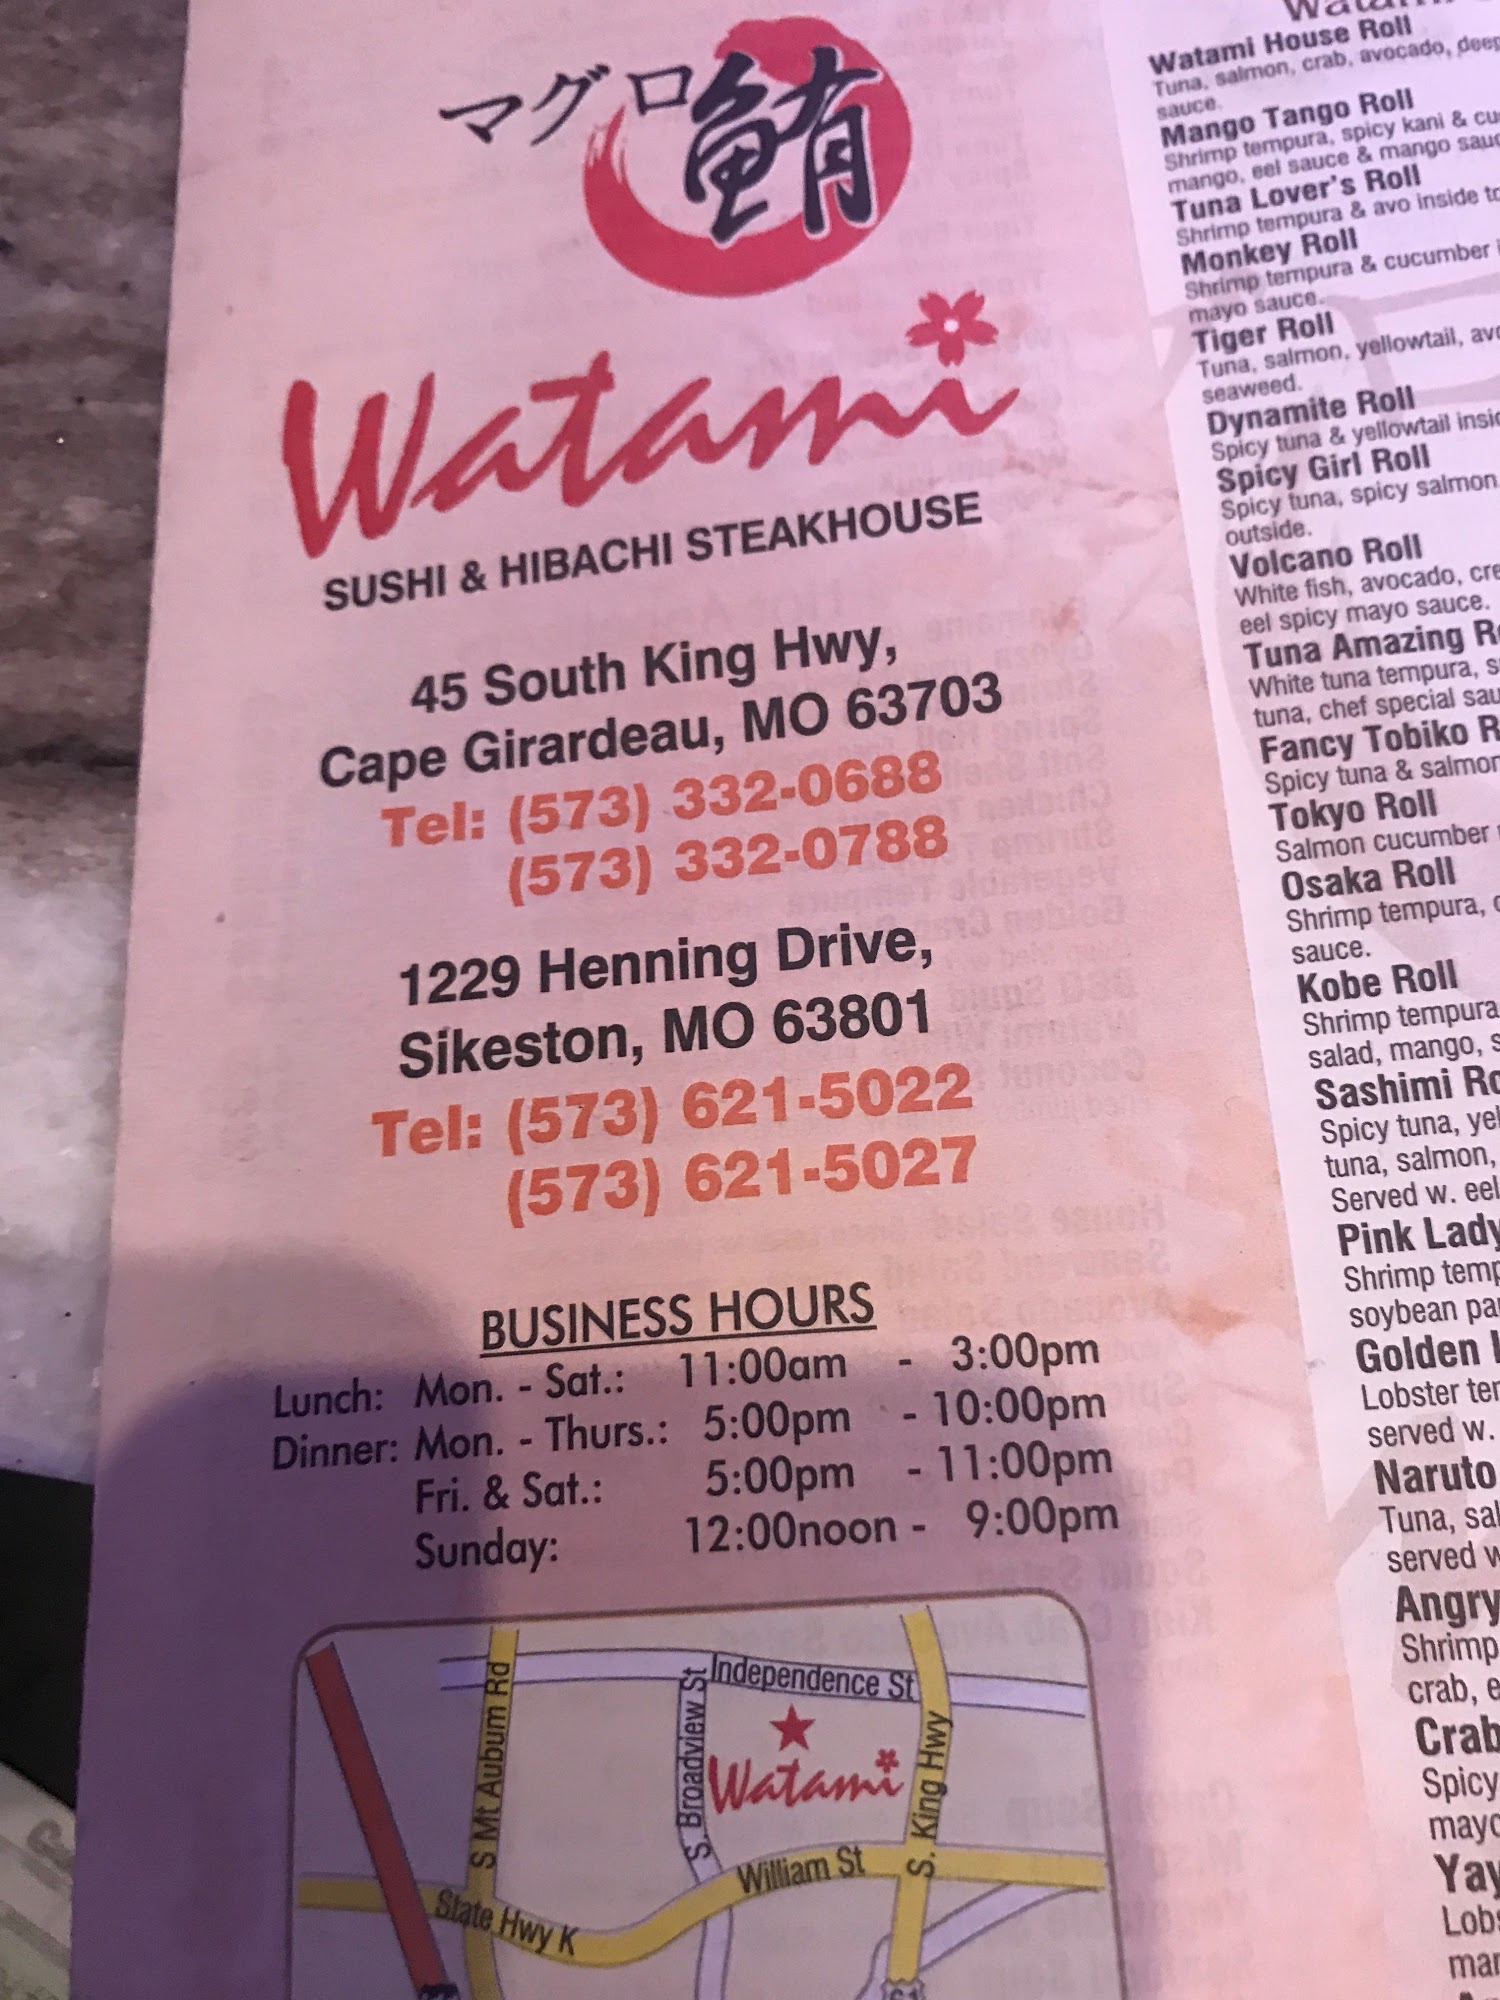 マグロ
鮪
Watami
SUSHI & HIBACHI STEAKHOUSE
45 South King Hwy,
Cape Girardeau, MO 63703
Tel: (573) 332-0688
(573) 332-0788
1229 Henning Drive,
Sikeston, MO 63801
Tel: (573) 621-5022
(573) 621-5027
BUSINESS HOURS
Lunch: Mon. - Sat.: 11:00am - 3:00pm
Dinner: Mon. - Thurs.: 5:00pm - 10:00pm
Fri. & Sat.: 5:00pm - 11:00pm
Sunday: 12:00noon - 9:00pm
Independence St
S Mt Auburn Rd
S. Broadview St
Watami
S. King Hwy
William St
State Hwy K
61
Watami House Roll
Tuna, salmon, crab, avocado, deep
sauce.
Mango Tango Roll
Shrimp tempura, spicy kani &
mango, eel sauce & mango
Tuna Lover's Roll
Shrimp tempura & avo inside
Monkey Roll
Shrimp tempura & cucumber
mayo sauce.
Tiger Roll
Tuna, salmon, yellowtail,
seaweed.
Dynamite Roll
Spicy tuna & yellowtail
Spicy Girl Roll
Spicy tuna, spicy salmon
outside.
Volcano Roll
White fish, avocado,
eel spicy mayo sauce.
Tuna Amazing
White tuna tempura,
tuna, chef special
Fancy Tobiko
Spicy tuna & salmon
Tokyo Roll
Salmon cucumber
Osaka Roll
Shrimp tempura,
sauce.
Kobe Roll
Shrimp tempura
salad, mango,
Sashimi
Spicy tuna,
tuna, salmon,
Served w. eel
Pink Lady
Shrimp
soybean
Golden
Lobster
served w.
Naruto
Tuna,
served
Angry
Shrimp
crab,
Crab
Spicy